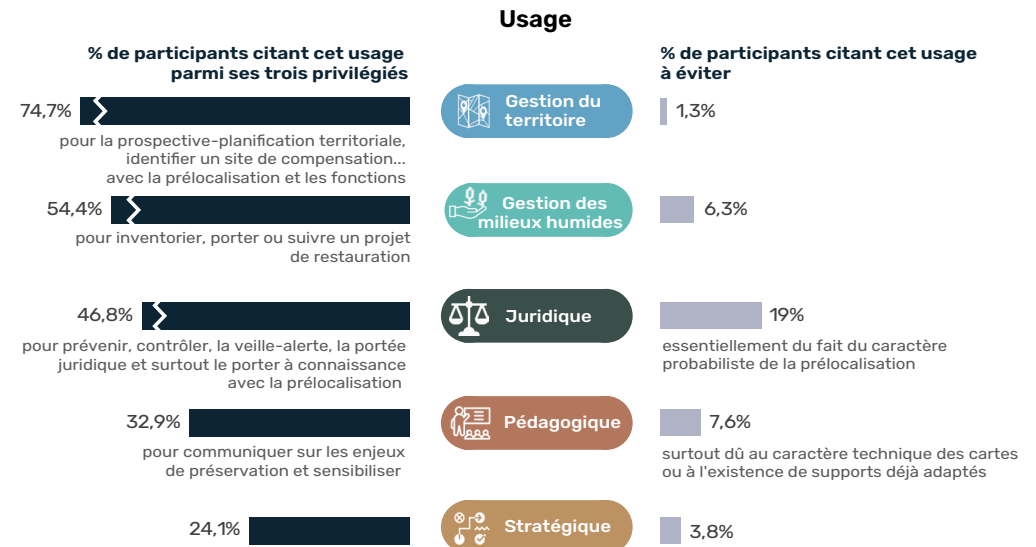 Usage
% de participants citant cet usage
parmi ses trois privilégiés
% de participants citant cet usage
à éviter
74,7%
Gestion du
territoire
1,3%
pour la prospective-planification territoriale,
identifier un site de compensation...
avec la prélocalisation et les fonctions
54,4%
Gestion des
milieux humides
6,3%
pour inventorier, porter ou suivre un projet
de restauration
46,8%
Juridique
19%
pour prévenir, contrôler, la veille-alerte, la portée
juridique et surtout le porter à connaissance
avec la prélocalisation
essentiellement du fait du caractère
probabiliste de la prélocalisation
32,9%
Pédagogique
7,6%
pour communiquer sur les enjeux
de préservation et sensibiliser
surtout dû au caractère technique des cartes
ou à l'existence de supports déjà adaptés
24,1%
Stratégique
3,8%